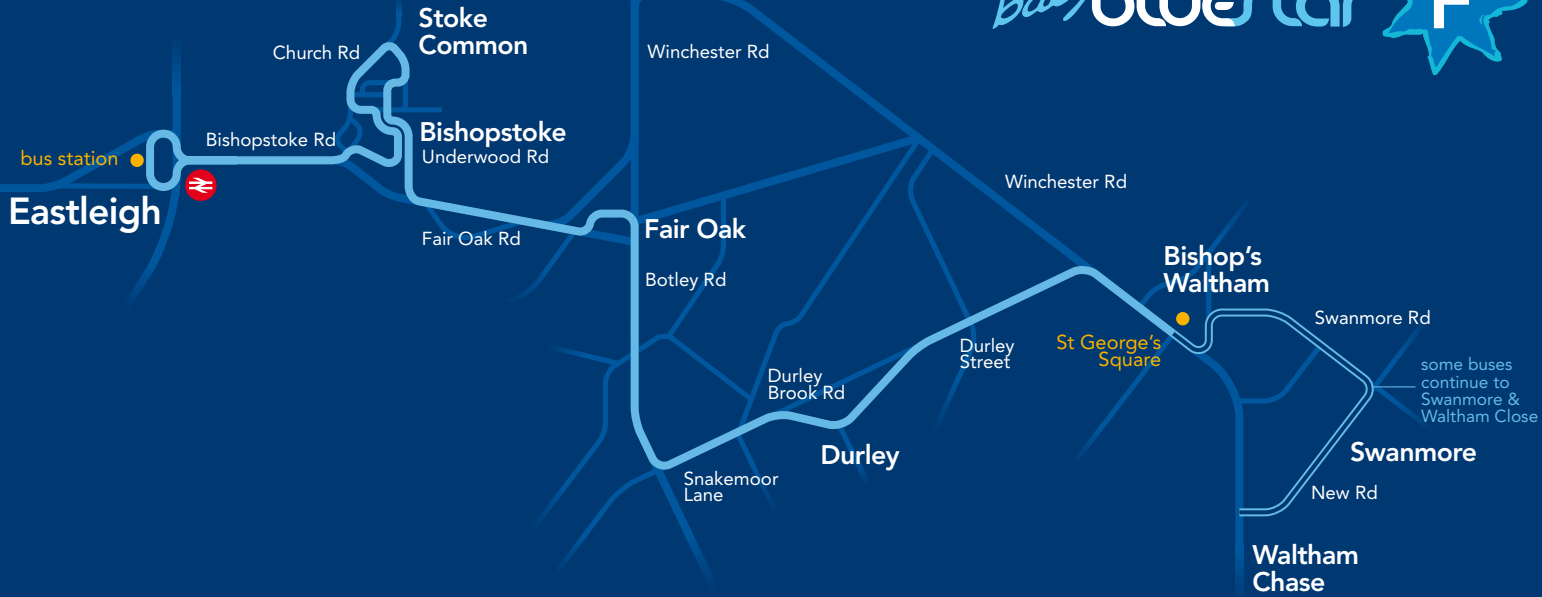 bluestar
F
Stoke
Common
Church Rd
Winchester Rd
Bishopstoke
Underwood Rd
Bishopstoke Rd
bus station
Eastleigh
Fair Oak Rd
Fair Oak
Botley Rd
Winchester Rd
Bishop's
Waltham
St George's
Square
Swanmore Rd
some buses
continue to
Swanmore &
Waltham Close
Durley
Street
Durley
Brook Rd
Durley
Snakemoor
Lane
Swanmore
New Rd
Waltham
Chase